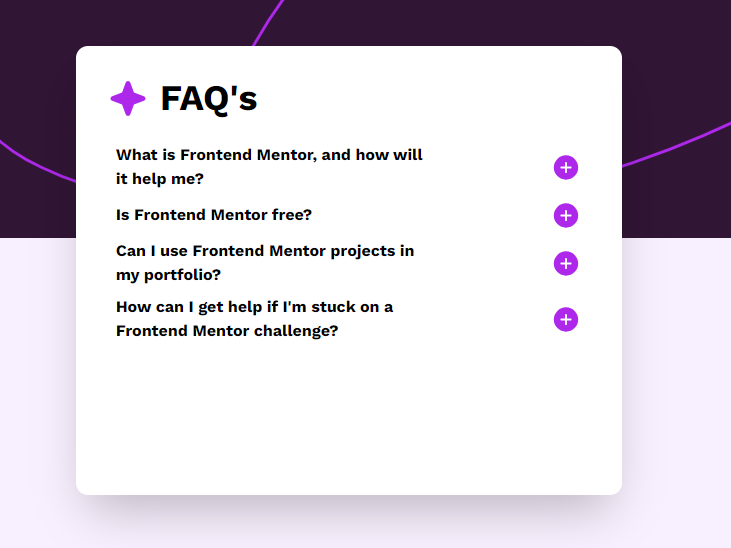 FAQ's
What is Frontend Mentor, and how will
it help me?
Is Frontend Mentor free?
Can I use Frontend Mentor projects in
my portfolio?
How can I get help if I'm stuck on a
Frontend Mentor challenge?